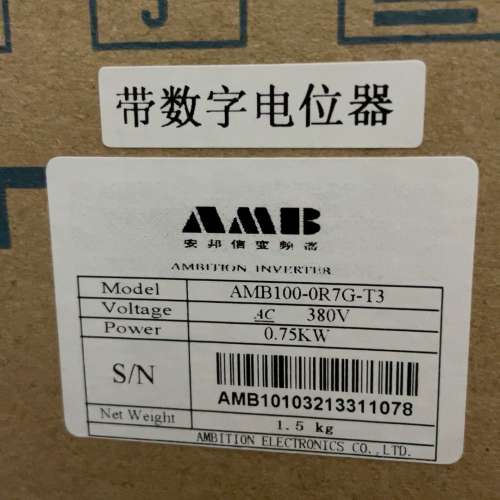 带数字电位器
AMB
安邦信变频器
AMBITION INVERTER
Model AMB100-0R7G-T3
Voltage AC 380V
Power 0.75KW
S/N AMB10103213311078
Net Weight 1.5 kg
AMBITION ELECTRONICS CO.,LTD.